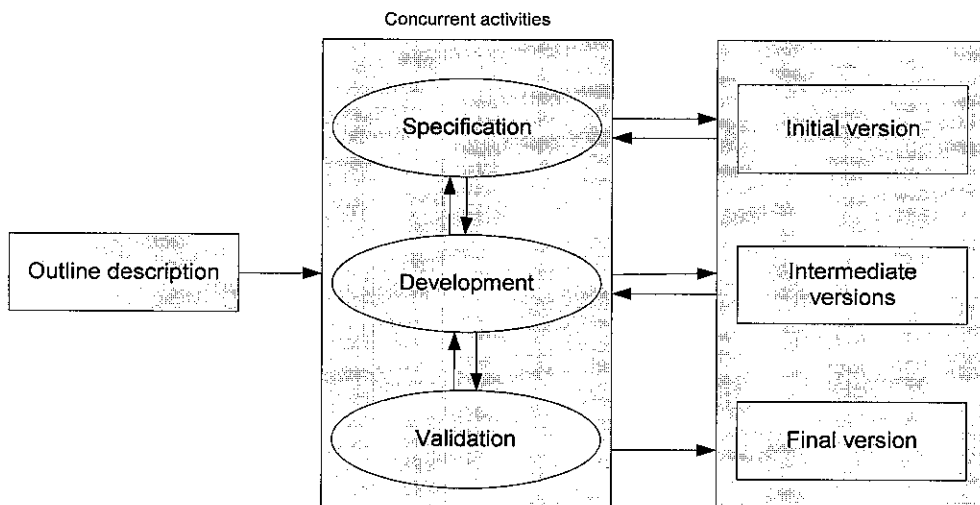 Concurrent activities
Specification
Initial version
Outline description
Development
Intermediate
versions
Validation
Final version